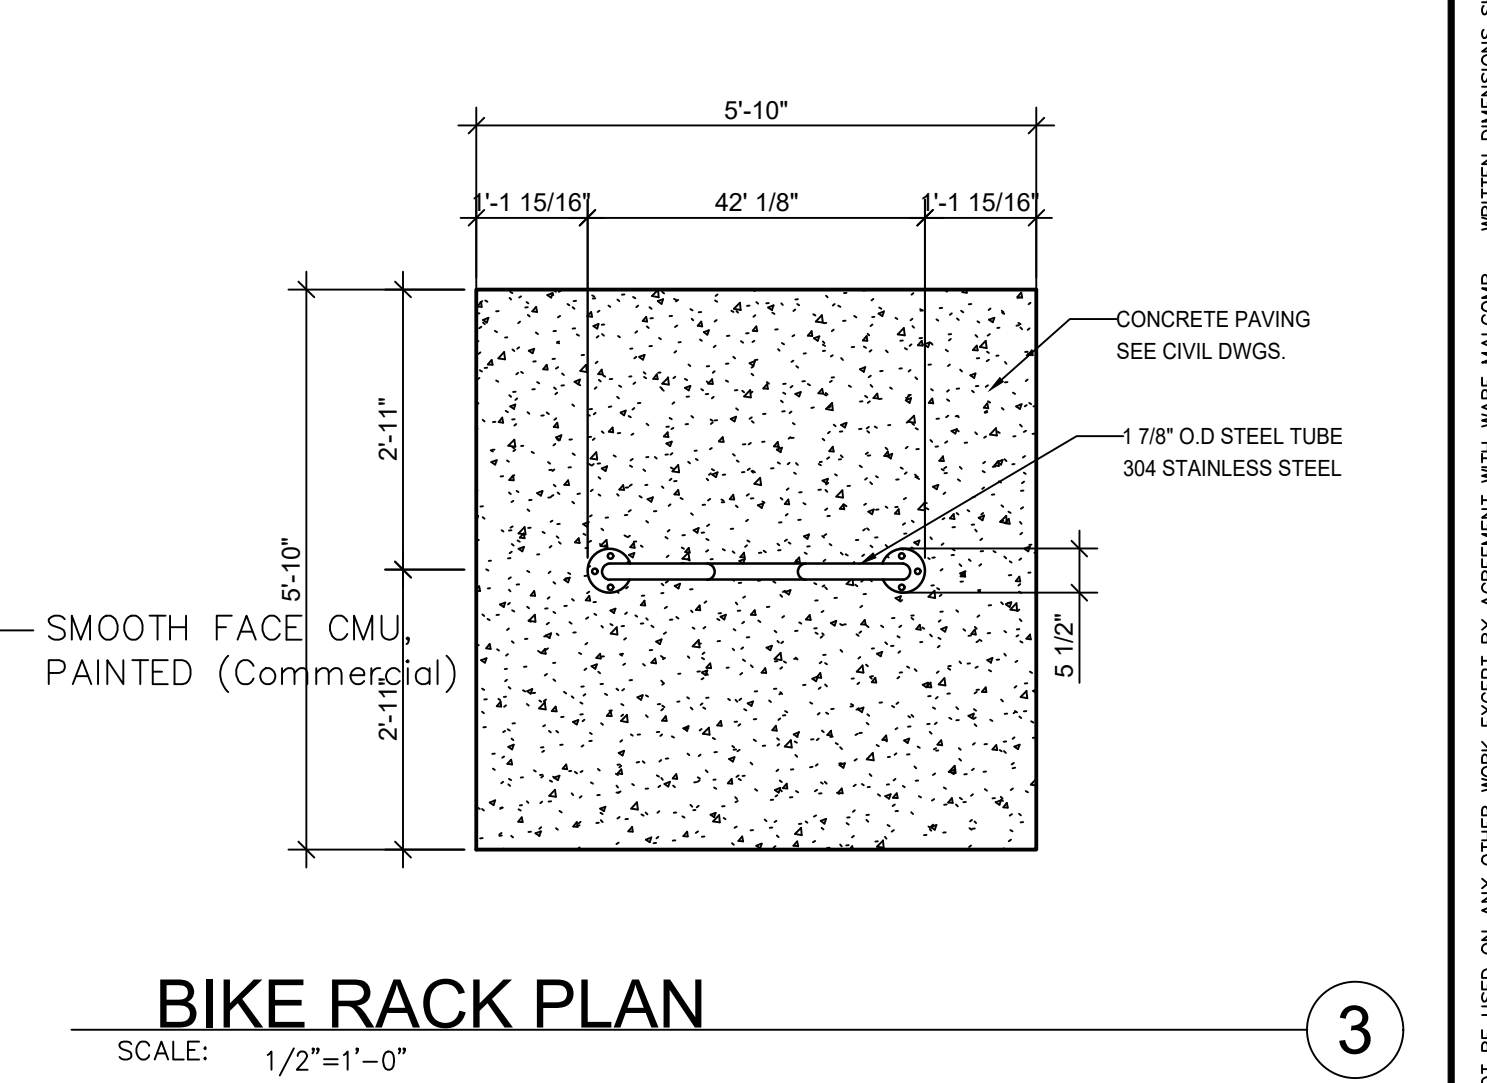 5'-10"
1'-1 15/16"
42' 1/8"
1'-1 15/16"
CONCRETE PAVING
SEE CIVIL DWGS.
1 7/8" O.D STEEL TUBE
304 STAINLESS STEEL
2'-11"
5'-10"
2'-11"
5 1/2"
SMOOTH FACE CMU,
PAINTED (Commercial)
BIKE RACK PLAN
3
SCALE: 1/2"=1'-0"
OT BE USED ON ANY OTHER WORK EXCEPT BY AGREEMENT WITH WARE MALCOMB. WRITTEN DIMENSIONS